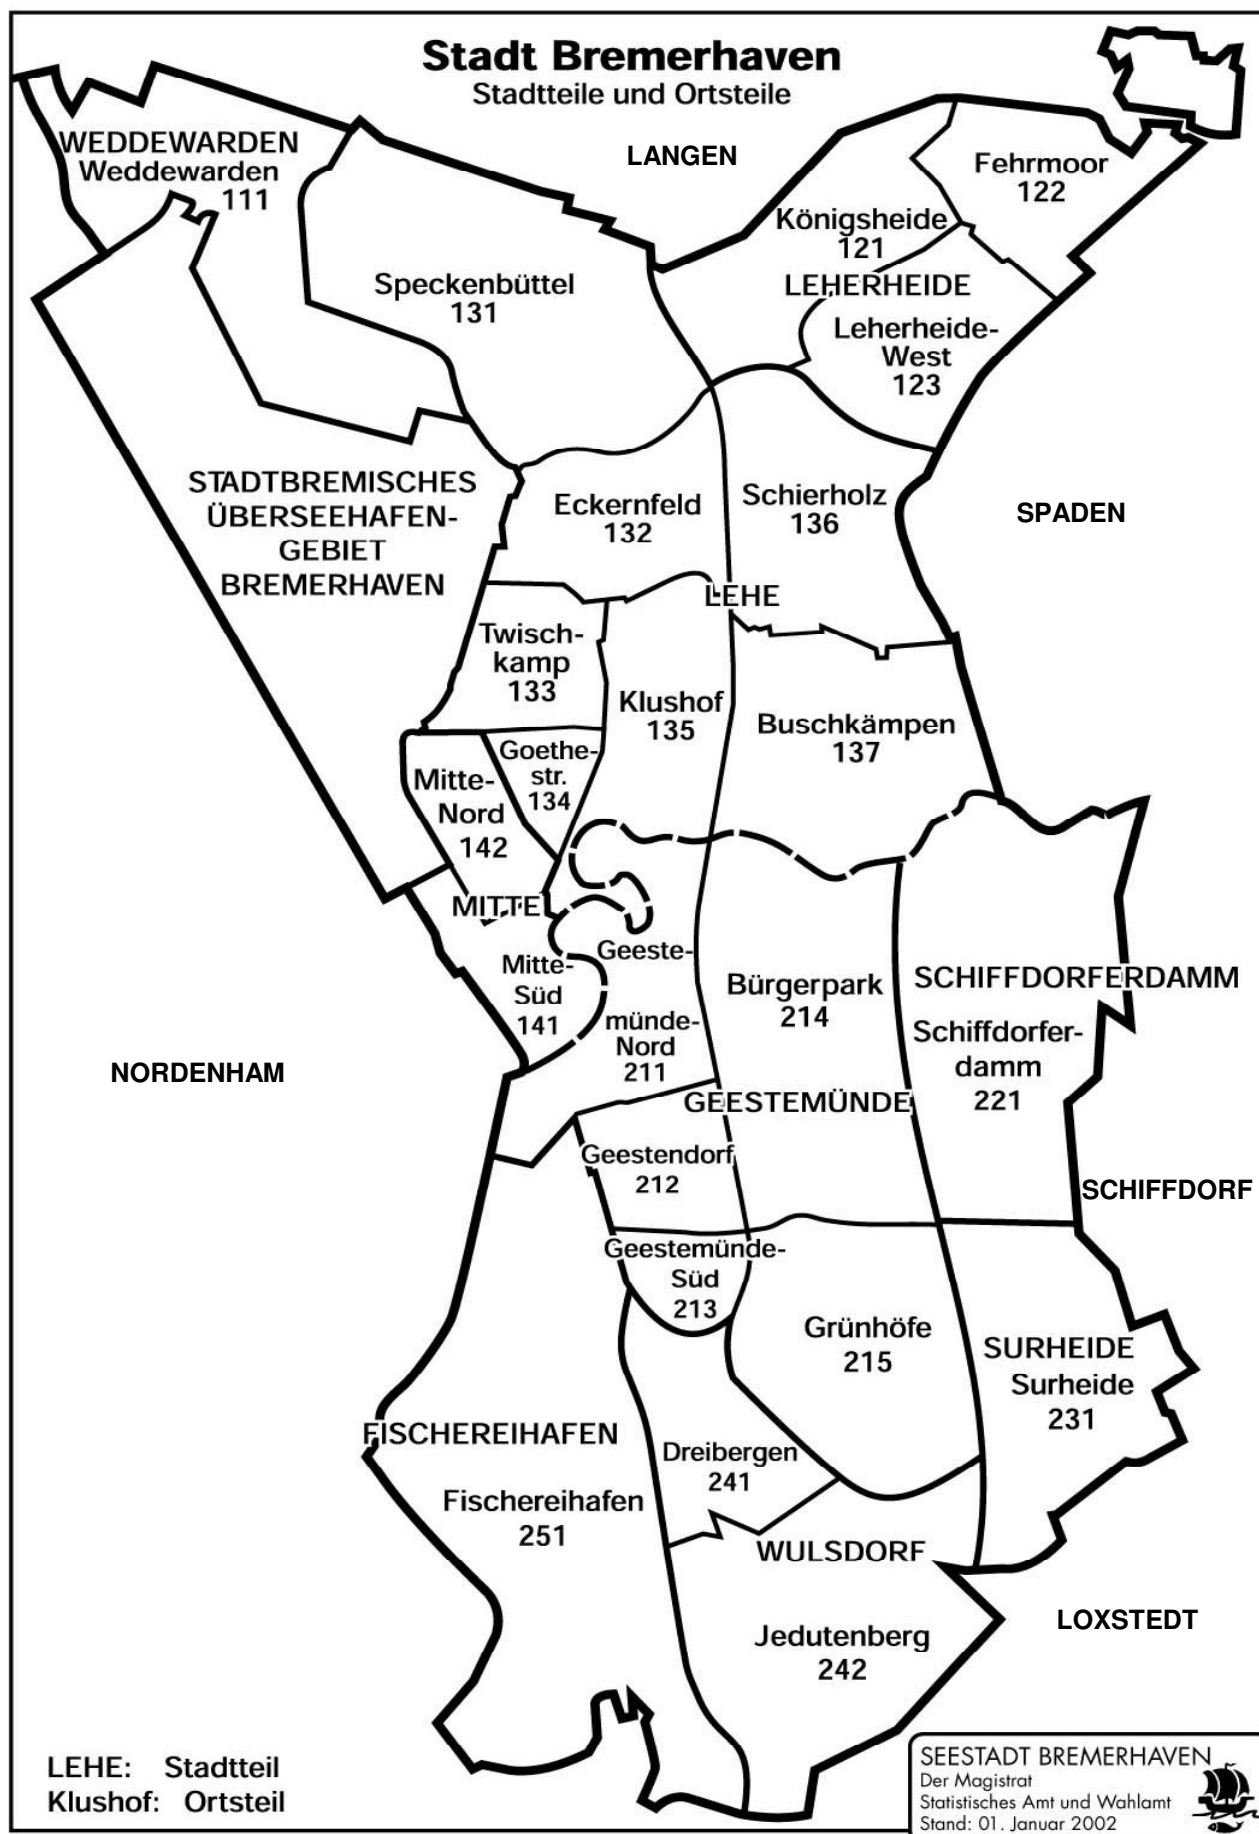 Stadt Bremerhaven
Stadtteile und Ortsteile
LANGEN
WEDDEWARDEN
Weddewarden
111
Fehrmoor
122
Königsheide
121
Speckenbüttel
131
LEHERHEIDE
Leherheide-
West
123
STADTBREMISCHES
ÜBERSEEHAFEN-
GEBIET
BREMERHAVEN
Eckernfeld
132
Schierholz
136
SPADEN
LEHE
Twisch-
kamp
133
Klushof
135
Buschkämpen
137
Goethe-
str.
134
Mitte-
Nord
142
MITTE
Mitte-
Süd
141
Geeste-
münde-
Nord
211
Bürgerpark
214
SCHIFFDORFERDAMM
Schiffdorfer-
damm
221
NORDENHAM
GEESTEMÜNDE
Geestendorf
212
SCHIFFDORF
Geestemünde-
Süd
213
Grünhöfe
215
SURHEIDE
Surheide
231
FISCHEREIHAFEN
Fischereihafen
251
Dreibergen
241
WULSDORF
Jedutenberg
242
LOXSTEDT
LEHE: Stadtteil
Klushof: Ortsteil
SEESTADT BREMERHAVEN
Der Magistrat
Statistisches Amt und Wahlamt
Stand: 01. Januar 2002